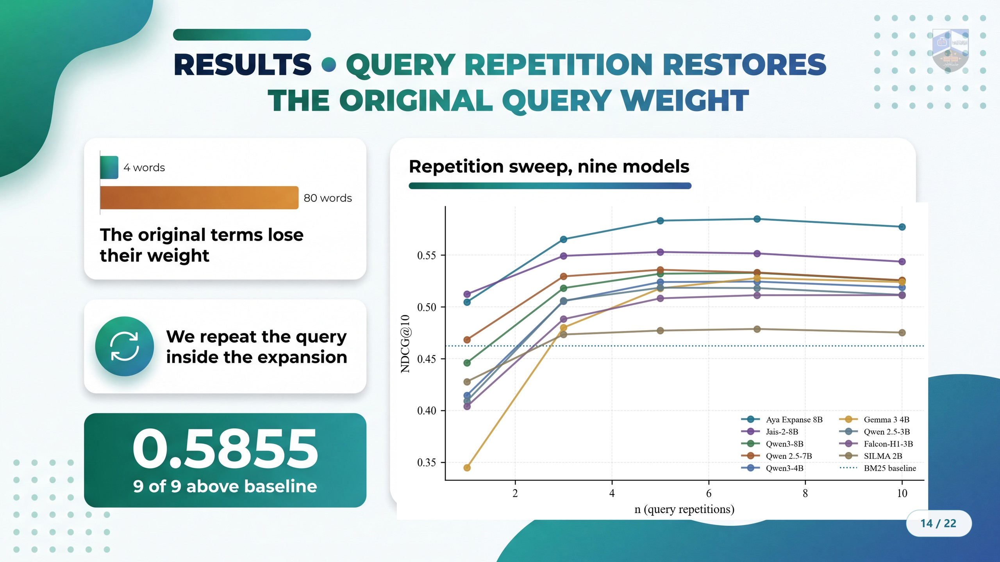 RESULTS • QUERY REPETITION RESTORES
THE ORIGINAL QUERY WEIGHT
4 words
80 words
The original terms lose
their weight
We repeat the query
inside the expansion
0.5855
9 of 9 above baseline
Repetition sweep, nine models
NDCG@10
0.55
0.50
0.45
0.40
0.35
2
4
6
8
10
n (query repetitions)
Aya Expanse 8B
Jais-2-8B
Qwen3-8B
Qwen 2.5-7B
Qwen3-4B
Gemma 3 4B
Qwen 2.5-3B
Falcon-H1-3B
SILMA 2B
BM25 baseline
14 / 22